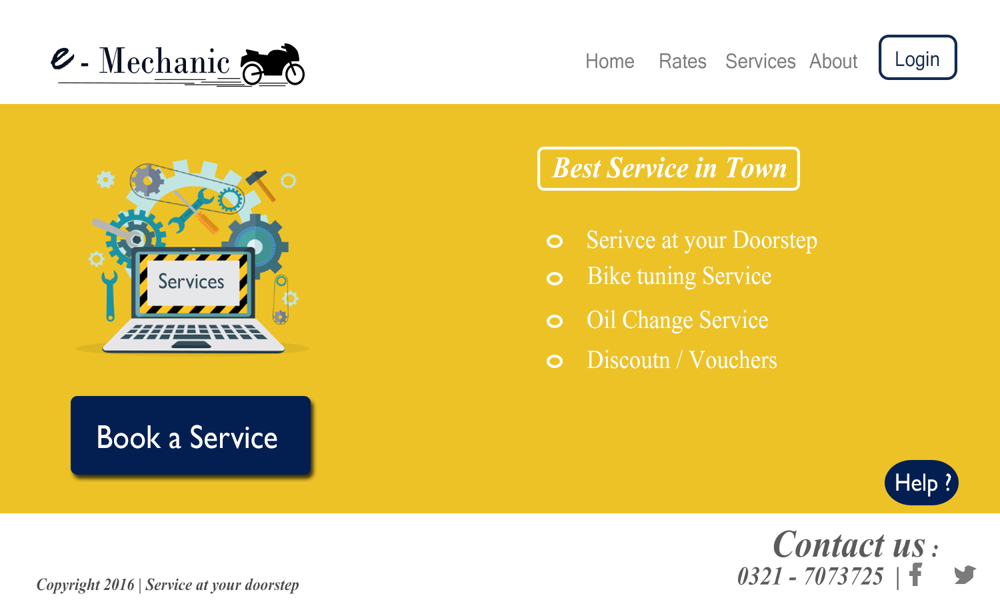 e - Mechanic
Home Rates Services About Login
Best Service in Town
Serivce at your Doorstep
Bike tuning Service
Oil Change Service
Discoutn / Vouchers
Services
Book a Service
Help ?
Contact us :
0321 - 7073725 |
Copyright 2016 | Service at your doorstep